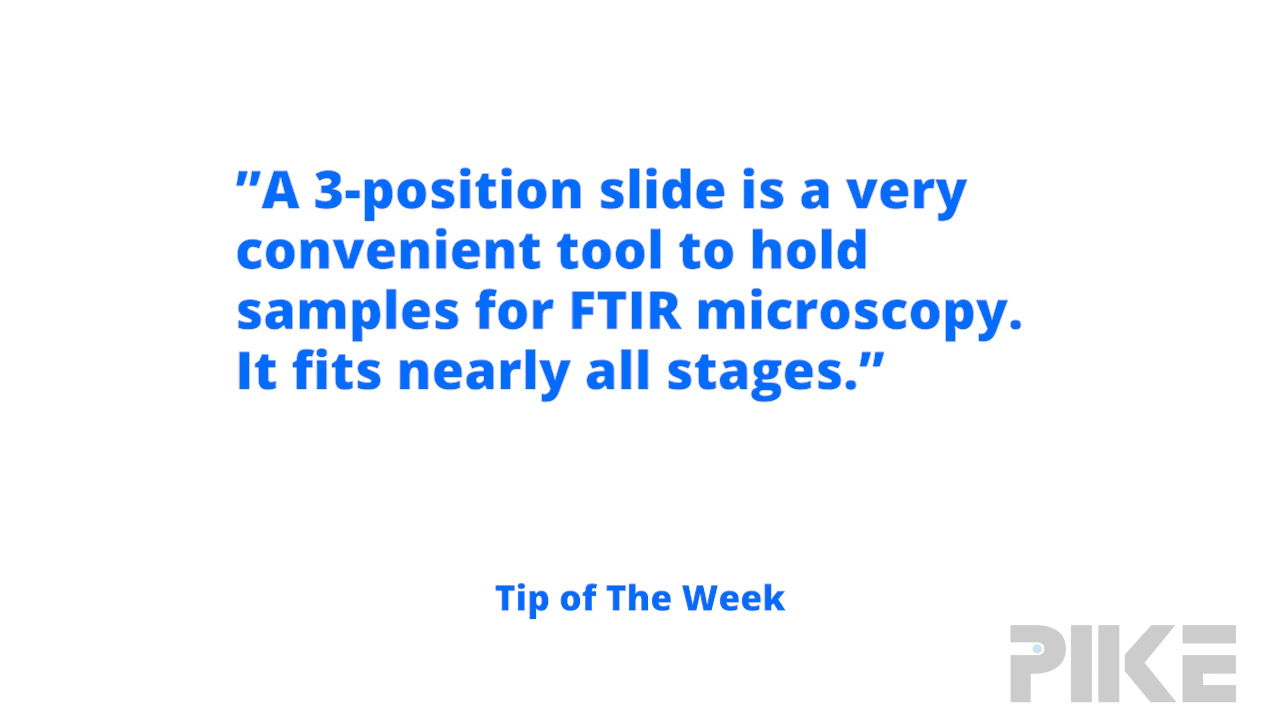 ”A 3-position slide is a very
convenient tool to hold
samples for FTIR microscopy.
It fits nearly all stages.”
Tip of The Week
PIKE